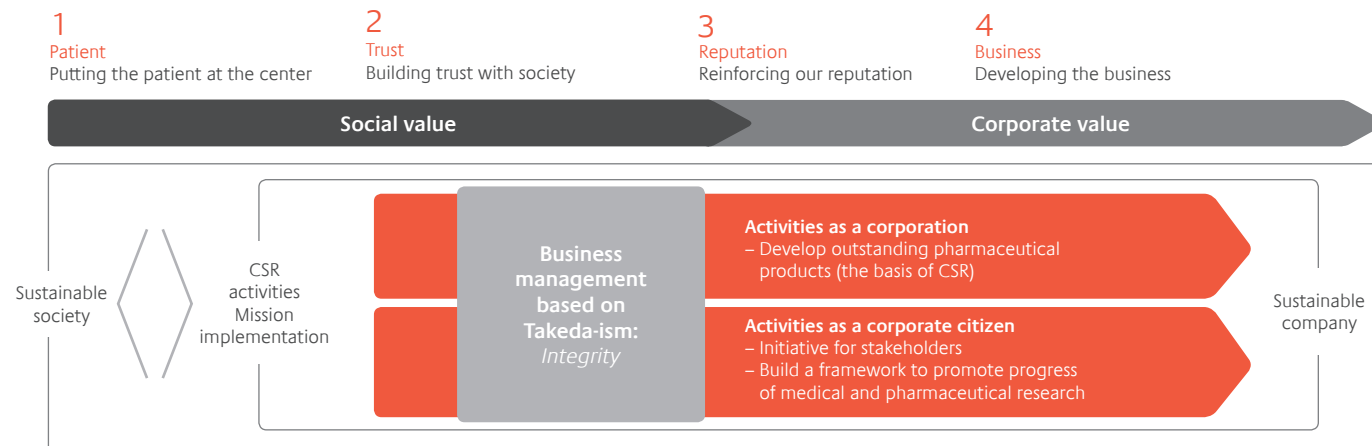 1
Patient
Putting the patient at the center
2
Trust
Building trust with society
3
Reputation
Reinforcing our reputation
4
Business
Developing the business
Social value
Corporate value
Sustainable
society
CSR
activities
Mission
implementation
Business
management
based on
Takeda-ism:
Integrity
Activities as a corporation
– Develop outstanding pharmaceutical
products (the basis of CSR)
Activities as a corporate citizen
– Initiative for stakeholders
– Build a framework to promote progress
of medical and pharmaceutical research
Sustainable
company